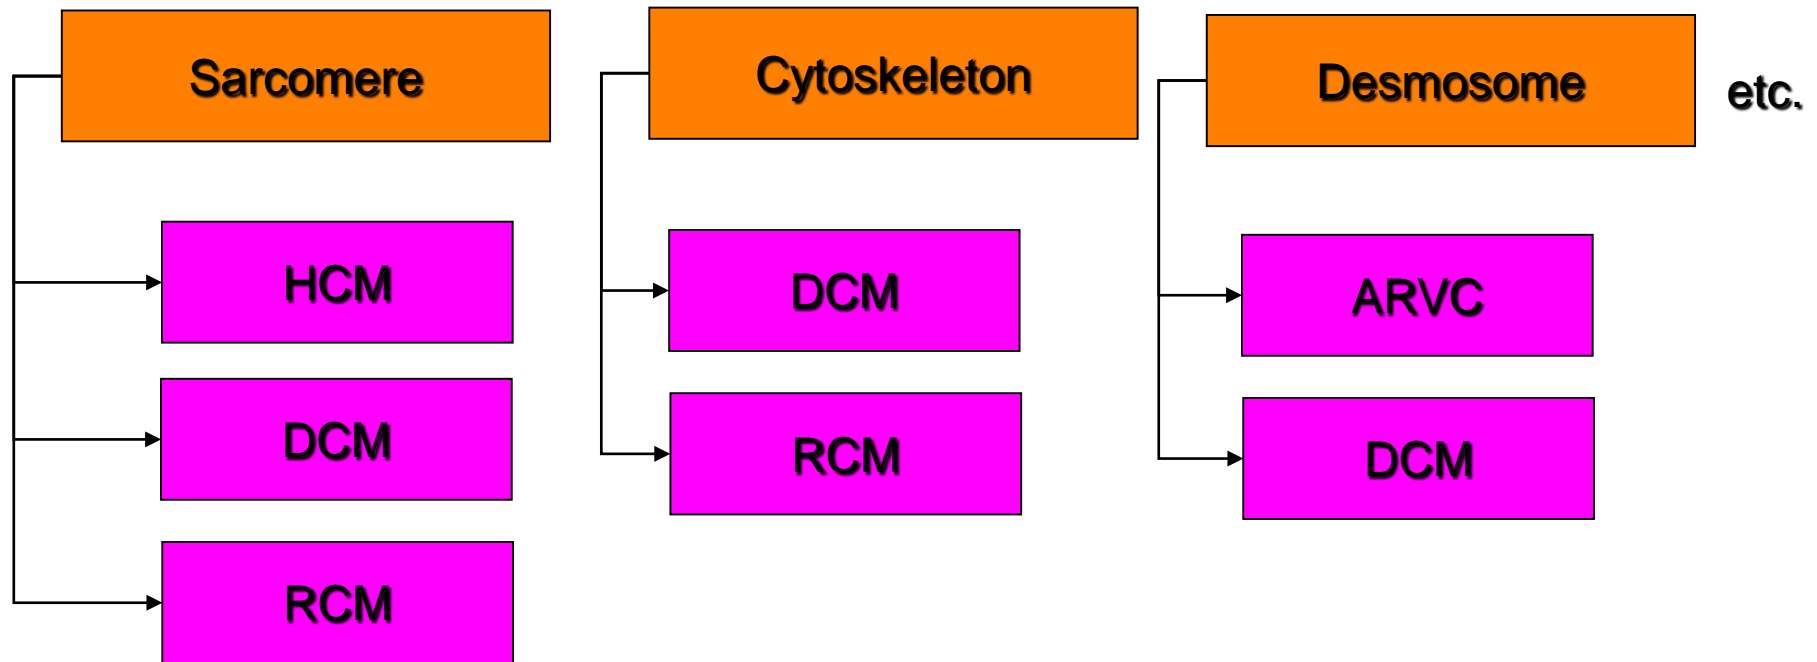 Sarcomere
HCM
DCM
RCM
Cytoskeleton
DCM
RCM
Desmosome
ARVC
DCM
etc.